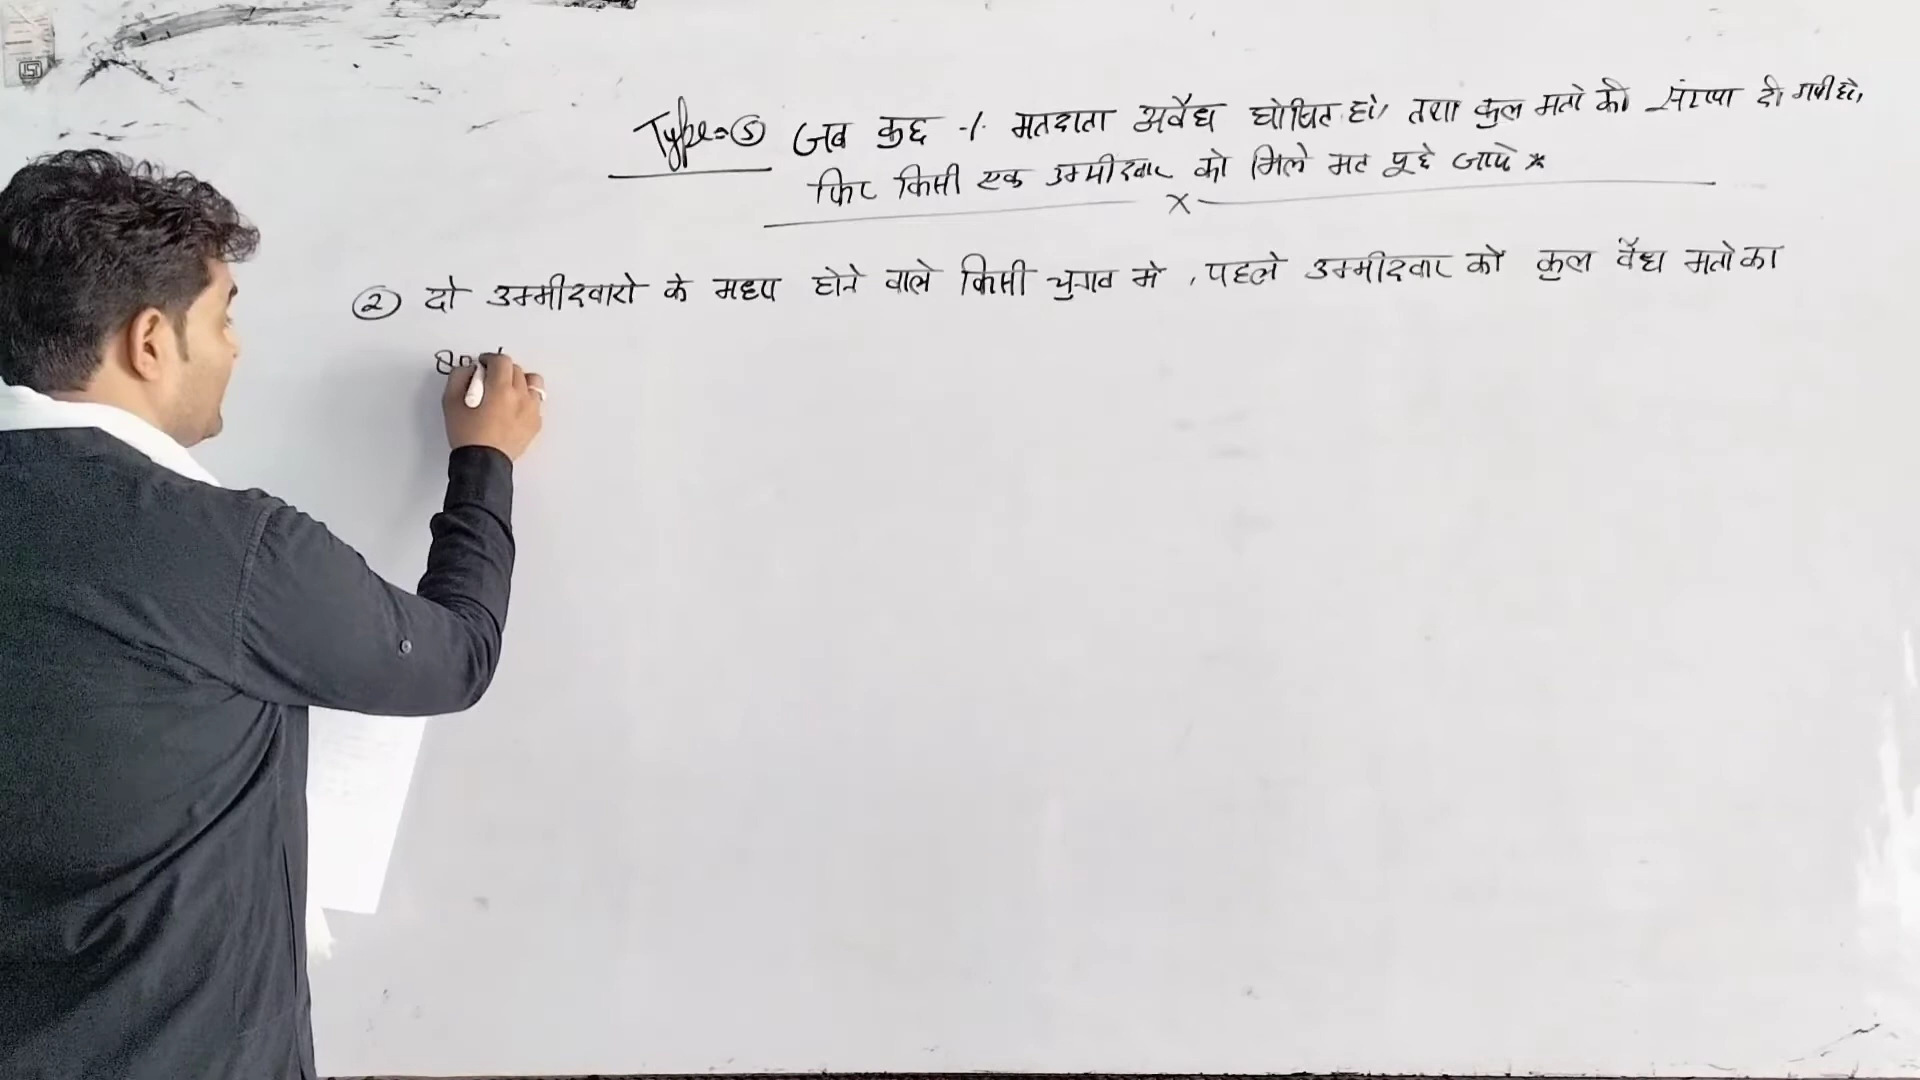 Type=⑤ जब कुछ -/. मतदाता अवैध घोषित हो, तथा कुल मतो की संख्या दी गयी हो,
फिर किसी एक उम्मीदवार को मिले मत पूछे जाये *
x
② दो उम्मीदवारो के मध्य होने वाले किसी चुनाव मे, पहले उम्मीदवार को कुल वैध मतो का
80